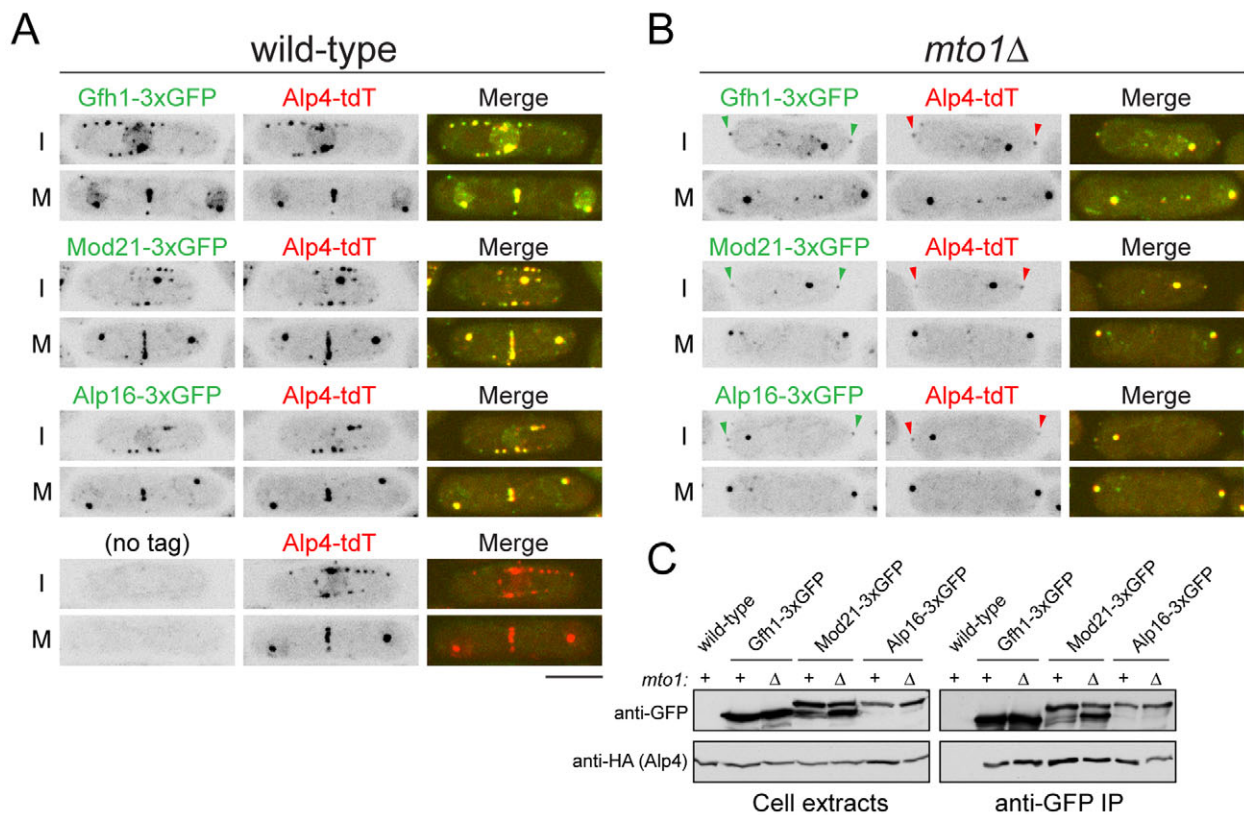 A
wild-type
Gfh1-3xGFP Alp4-tdT Merge
I
M
Mod21-3xGFP Alp4-tdT Merge
I
M
Alp16-3xGFP Alp4-tdT Merge
I
M
(no tag) Alp4-tdT Merge
I
M
B
mto1Δ
Gfh1-3xGFP Alp4-tdT Merge
I
M
Mod21-3xGFP Alp4-tdT Merge
I
M
Alp16-3xGFP Alp4-tdT Merge
I
M
C
wild-type Gfh1-3xGFP Mod21-3xGFP Alp16-3xGFP wild-type Gfh1-3xGFP Mod21-3xGFP Alp16-3xGFP
mto1: + + Δ + Δ + Δ + + Δ + Δ + Δ
anti-GFP
anti-HA (Alp4)
Cell extracts anti-GFP IP